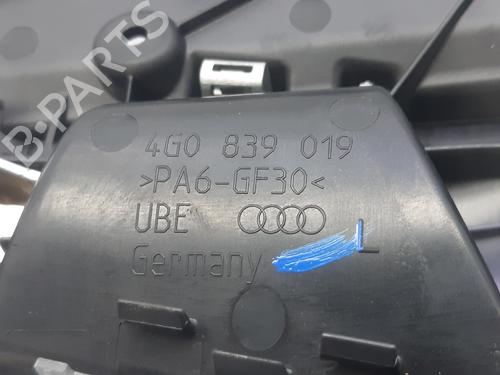 B-PARTS
4G0 839 019
>PA6-GF30<
UBE
Germany L